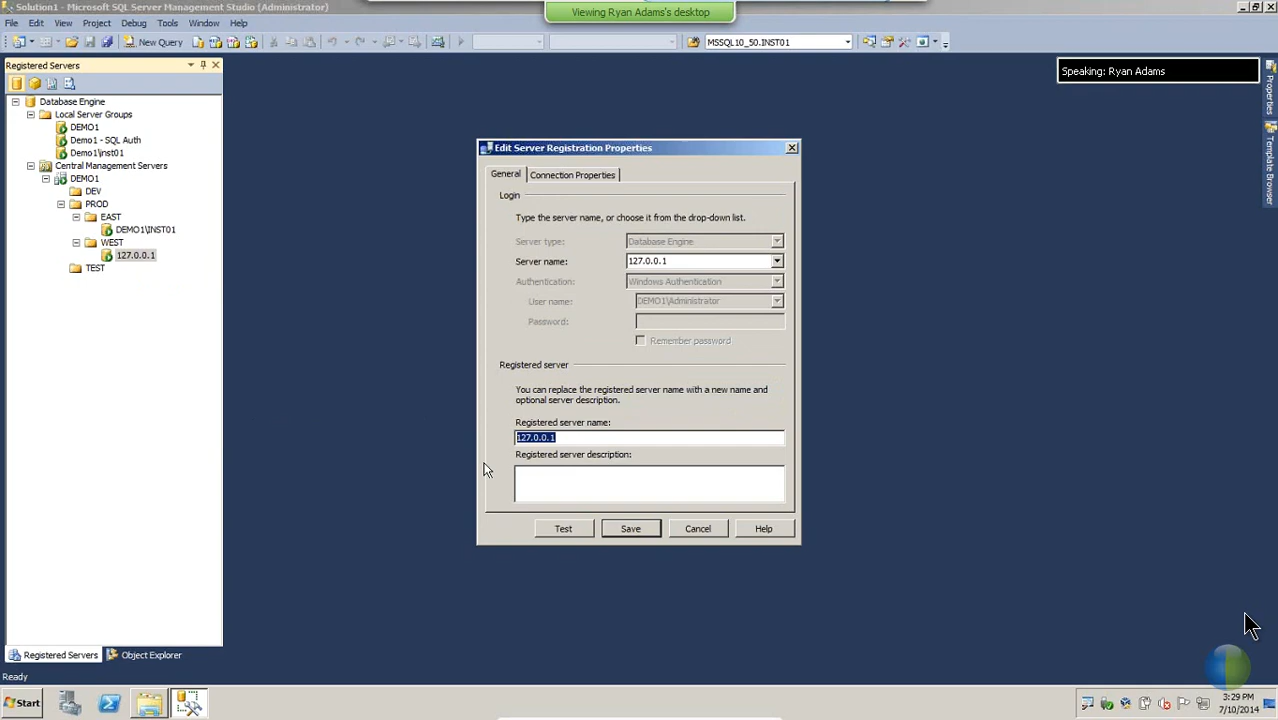 Solution1 - Microsoft SQL Server Management Studio (Administrator)
Viewing Ryan Adams's desktop
File Edit View Project Debug Tools Window Help
New Query
MSSQL10_50.INST01
Registered Servers
Speaking: Ryan Adams
Properties
Template Browser
Database Engine
Local Server Groups
DEMO1
Demo1 - SQL Auth
Demo1\inst01
Central Management Servers
DEMO1
DEV
PROD
EAST
DEMO1\INST01
WEST
127.0.0.1
TEST
Edit Server Registration Properties
General Connection Properties
Login
Type the server name, or choose it from the drop-down list.
Server type: Database Engine
Server name: 127.0.0.1
Authentication: Windows Authentication
User name: DEMO1\Administrator
Password:
Remember password
Registered server
You can replace the registered server name with a new name and
optional server description.
Registered server name:
127.0.0.1
Registered server description:
Test Save Cancel Help
Registered Servers Object Explorer
Ready
Start
3:29 PM
7/10/2014